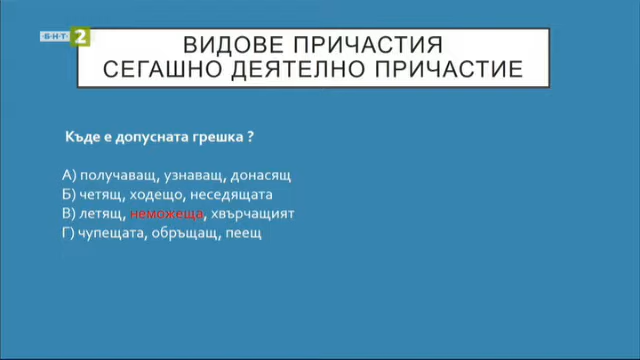 БНТ 2
ВИДОВЕ ПРИЧАСТИЯ
СЕГАШНО ДЕЯТЕЛНО ПРИЧАСТИЕ
Къде е допусната грешка ?
А) получаващ, узнаващ, донасящ
Б) четящ, ходещо, неседящата
В) летящ, неможеща, хвърчащият
Г) чупещата, обръщащ, пеещ